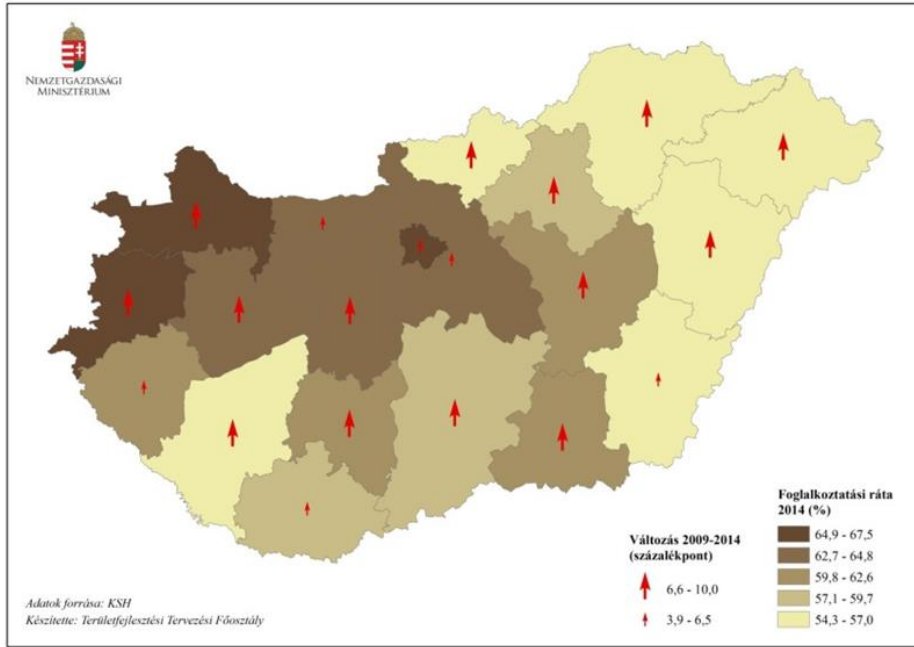 NEMZETGAZDASÁGI
MINISZTÉRIUM
Változás 2009-2014
(százalékpont)
6,6 - 10,0
3,9 - 6,5
Foglalkoztatási ráta
2014 (%)
64,9 - 67,5
62,7 - 64,8
59,8 - 62,6
57,1 - 59,7
54,3 - 57,0
Adatok forrása: KSH
Készítette: Területfejlesztési Tervezési Főosztály